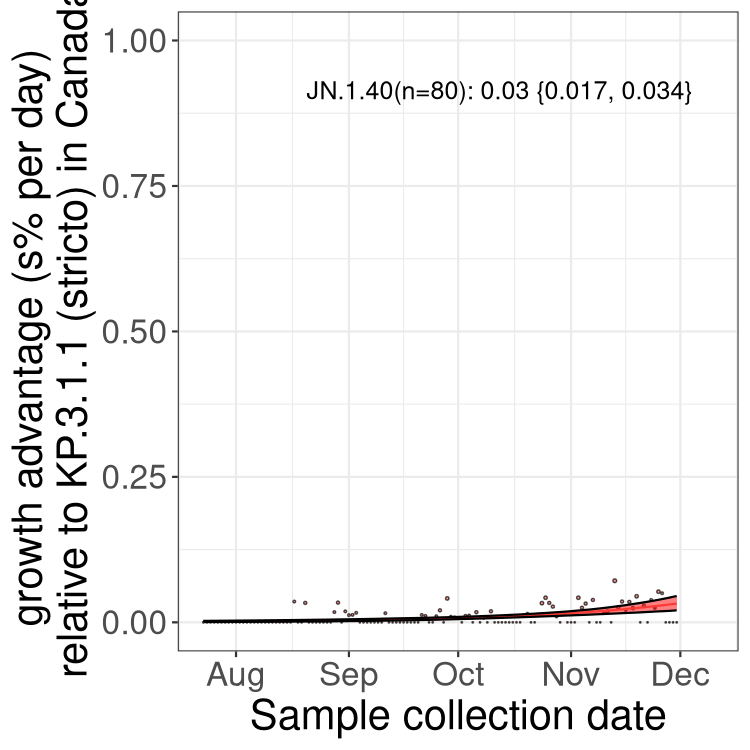 growth advantage (s% per day)
relative to KP.3.1.1 (stricto) in Canada
1.00
0.75
0.50
0.25
0.00
JN.1.40(n=80): 0.03 {0.017, 0.034}
Aug Sep Oct Nov Dec
Sample collection date